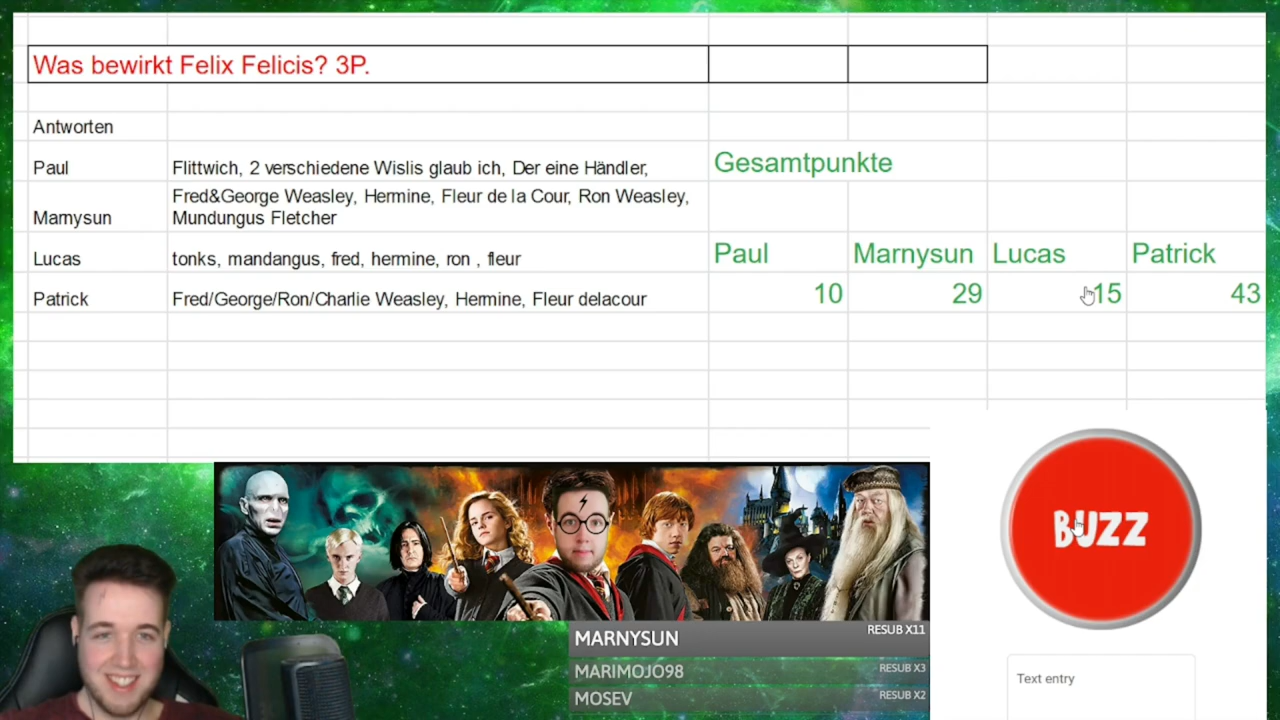 Was bewirkt Felix Felicis? 3P.
Antworten
Paul Flittwich, 2 verschiedene Wislis glaub ich, Der eine Händler,
Gesamtpunkte
Marnysun Fred&George Weasley, Hermine, Fleur de la Cour, Ron Weasley,
Mundungus Fletcher
Lucas tonks, mandangus, fred, hermine, ron , fleur
Paul Marnysun Lucas Patrick
Patrick Fred/George/Ron/Charlie Weasley, Hermine, Fleur delacour
10 29 15 43
BUZZ
Text entry
MARNYSUN RESUB X11
MARIMOJO98 RESUB X3
MOSEV RESUB X2